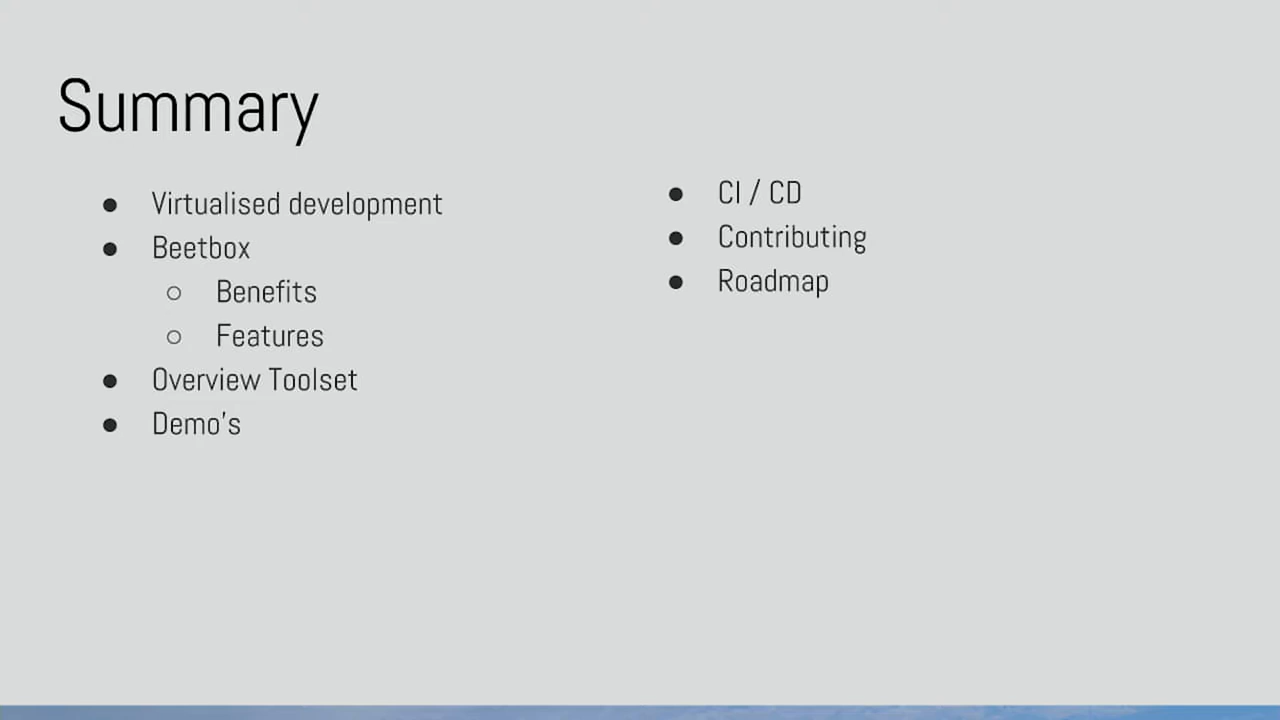 Summary
Virtualised development
Beetbox
Benefits
Features
Overview Toolset
Demo's
CI / CD
Contributing
Roadmap